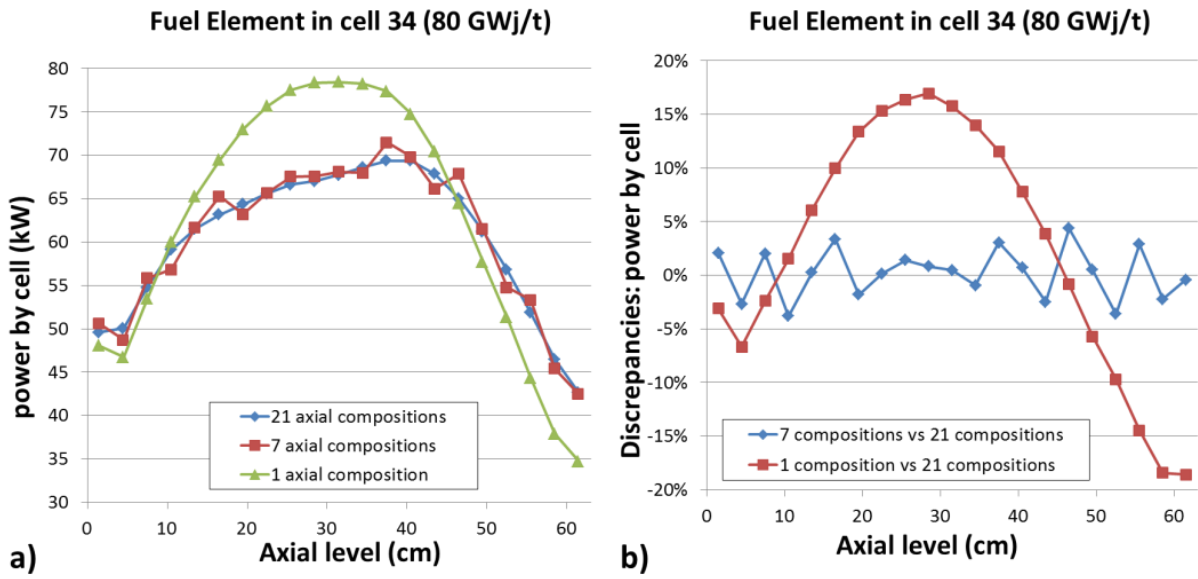 Fuel Element in cell 34 (80 GWj/t)
80
75
70
65
60
55
50
45
40
35
30
power by cell (kW)
21 axial compositions
7 axial compositions
1 axial composition
0 10 20 30 40 50 60
Axial level (cm)
a)
Fuel Element in cell 34 (80 GWj/t)
20%
15%
10%
5%
0%
-5%
-10%
-15%
-20%
Discrepancies: power by cell
7 compositions vs 21 compositions
1 composition vs 21 compositions
0 10 20 30 40 50 60
Axial level (cm)
b)